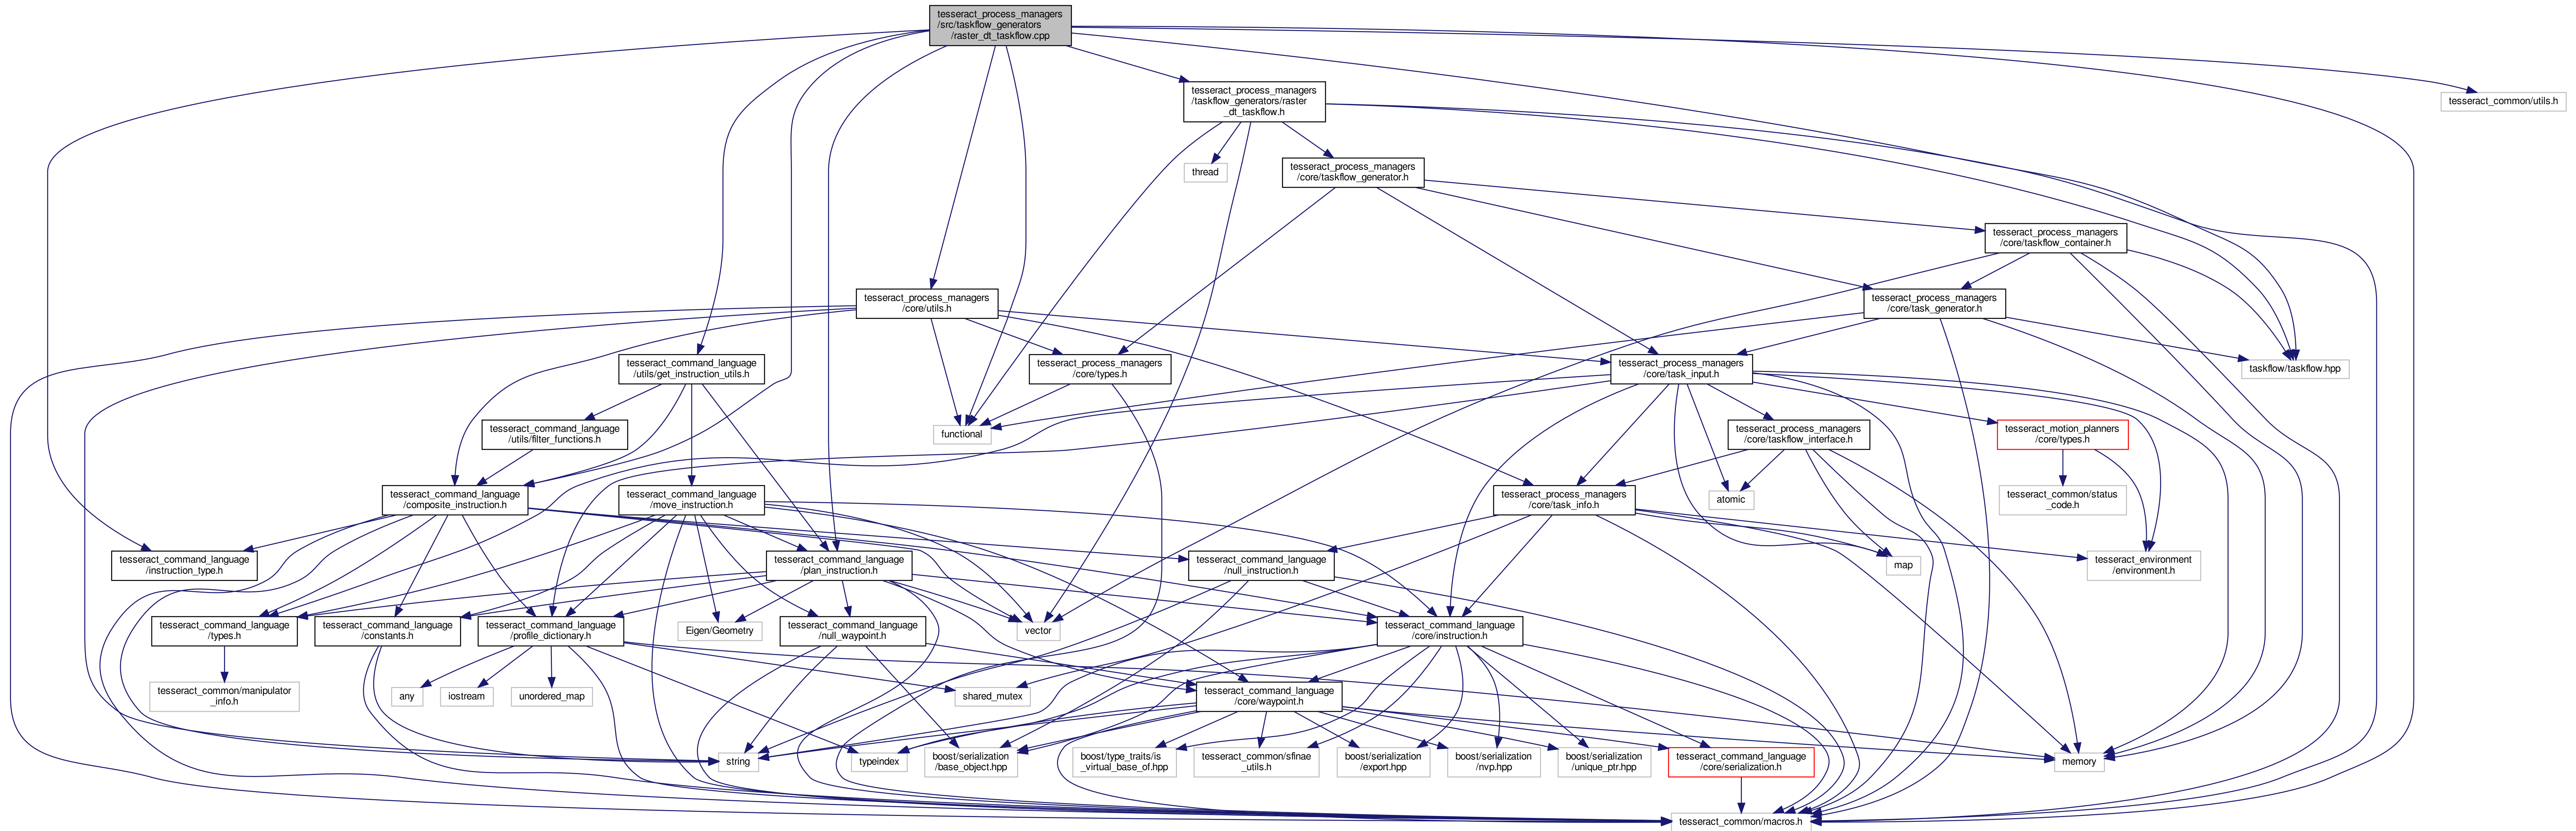 tesseract_process_managers
/src/taskflow_generators
/raster_dt_taskflow.cpp
tesseract_process_managers
/taskflow_generators/raster
_dt_taskflow.h
tesseract_common/utils.h
thread
tesseract_process_managers
/core/taskflow_generator.h
tesseract_process_managers
/core/taskflow_container.h
tesseract_process_managers
/core/utils.h
tesseract_process_managers
/core/task_generator.h
tesseract_command_language
/utils/get_instruction_utils.h
tesseract_process_managers
/core/types.h
tesseract_process_managers
/core/task_input.h
taskflow/taskflow.hpp
tesseract_command_language
/utils/filter_functions.h
functional
tesseract_process_managers
/core/taskflow_interface.h
tesseract_motion_planners
/core/types.h
tesseract_command_language
/composite_instruction.h
tesseract_command_language
/move_instruction.h
tesseract_process_managers
/core/task_info.h
atomic
tesseract_common/status
_code.h
tesseract_command_language
/instruction_type.h
tesseract_command_language
/plan_instruction.h
tesseract_command_language
/null_instruction.h
map
tesseract_environment
/environment.h
tesseract_command_language
/types.h
tesseract_command_language
/constants.h
tesseract_command_language
/profile_dictionary.h
Eigen/Geometry
tesseract_command_language
/null_waypoint.h
vector
tesseract_command_language
/core/instruction.h
tesseract_common/manipulator
_info.h
any
iostream
unordered_map
shared_mutex
tesseract_command_language
/core/waypoint.h
string
typeindex
boost/serialization
/base_object.hpp
boost/type_traits/is
_virtual_base_of.hpp
tesseract_common/sfinae
_utils.h
boost/serialization
/export.hpp
boost/serialization
/nvp.hpp
boost/serialization
/unique_ptr.hpp
tesseract_command_language
/core/serialization.h
memory
tesseract_common/macros.h